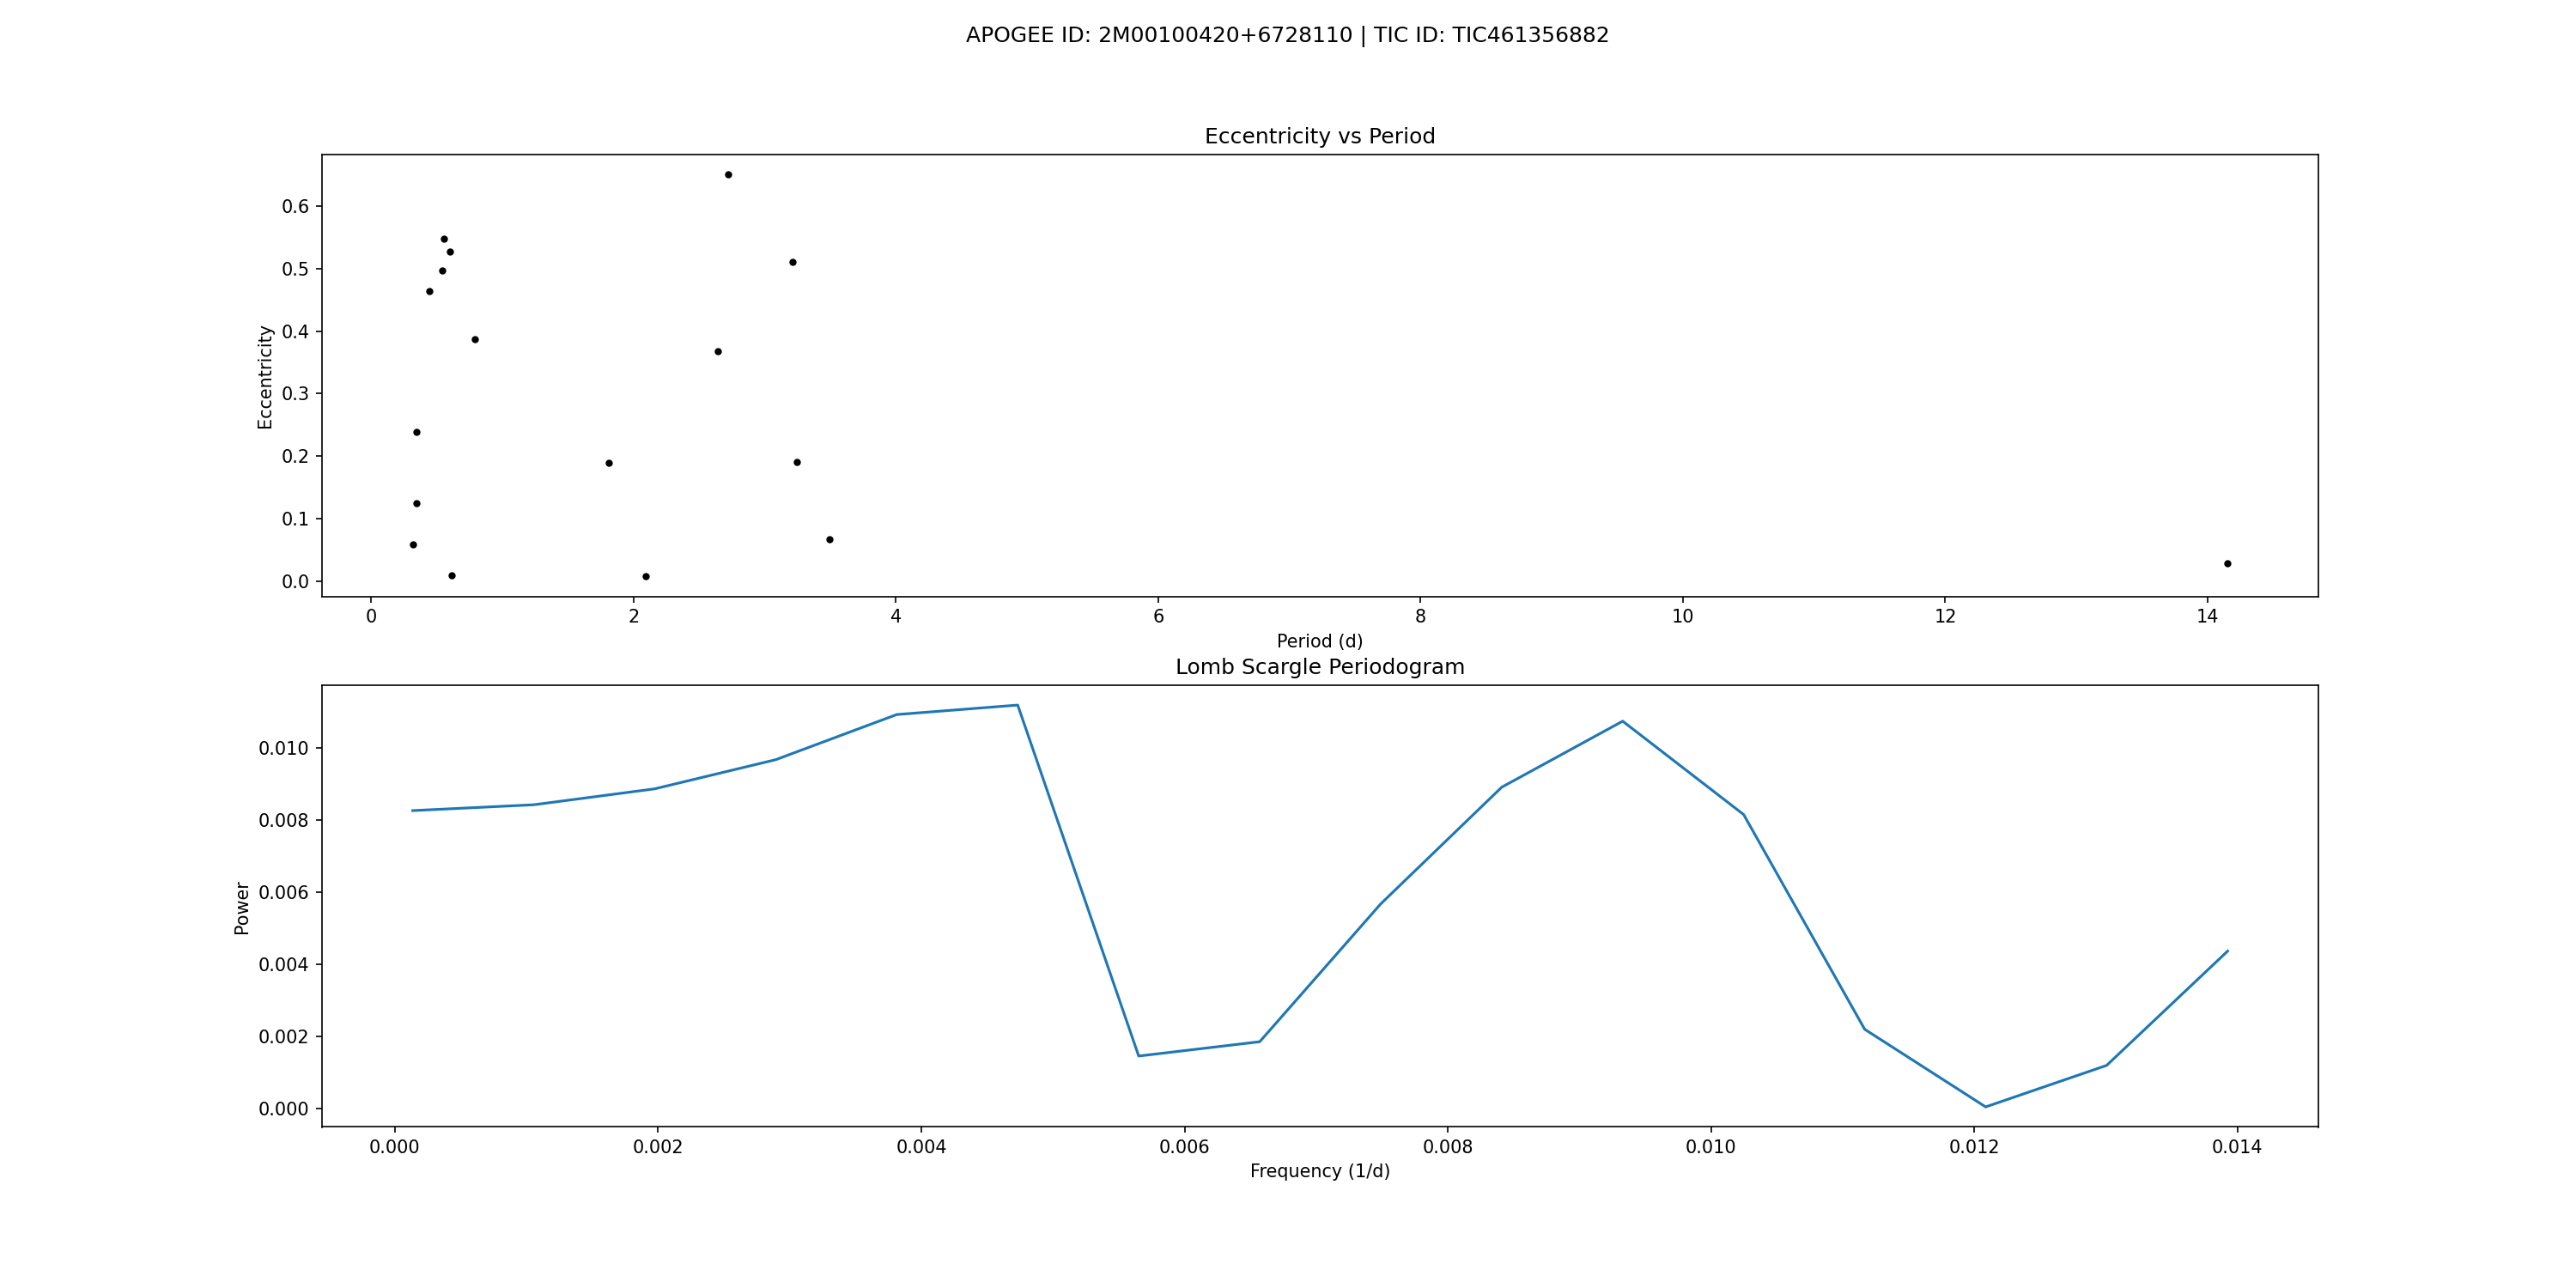 APOGEE ID: 2M00100420+6728110 | TIC ID: TIC461356882
Eccentricity vs Period
Eccentricity
0.6
0.5
0.4
0.3
0.2
0.1
0.0
0 2 4 6 8 10 12 14
Period (d)
Lomb Scargle Periodogram
Power
0.010
0.008
0.006
0.004
0.002
0.000
0.000 0.002 0.004 0.006 0.008 0.010 0.012 0.014
Frequency (1/d)